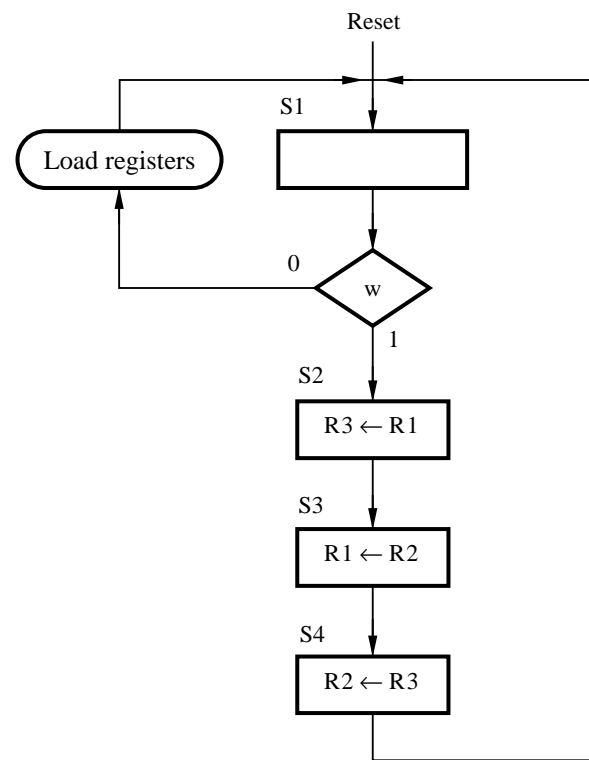 Reset
S1
Load registers
0
w
1
S2
R3 ← R1
S3
R1 ← R2
S4
R2 ← R3